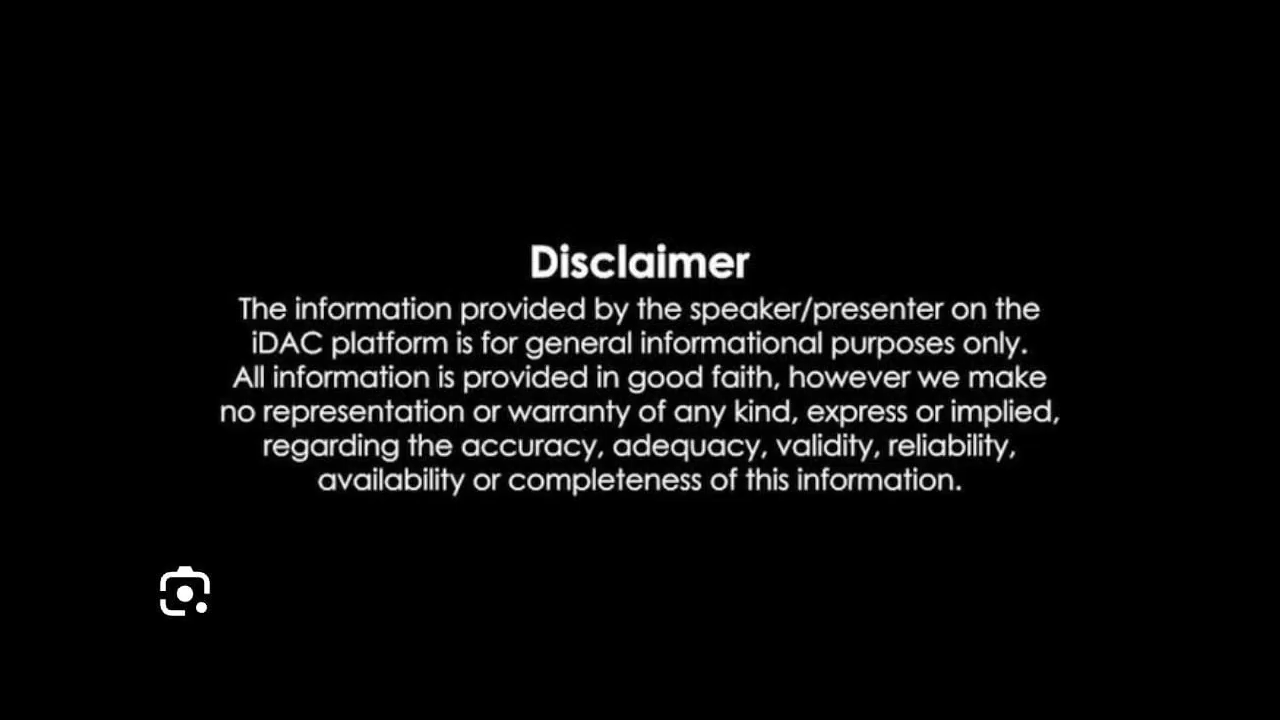 Disclaimer
The information provided by the speaker/presenter on the
iDAC platform is for general informational purposes only.
All information is provided in good faith, however we make
no representation or warranty of any kind, express or implied,
regarding the accuracy, adequacy, validity, reliability,
availability or completeness of this information.